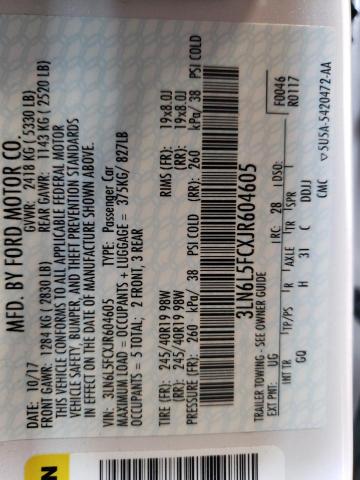 MFD. BY FORD MOTOR CO.
DATE: 10/17 GVWR: 2418 KG ( 5330 LB)
FRONT GAWR: 1284 KG (2830 LB) REAR GAWR: 1143 KG (2520 LB)
THIS VEHICLE CONFORMS TO ALL APPLICABLE FEDERAL MOTOR
VEHICLE SAFETY, BUMPER, AND THEFT PREVENTION STANDARDS
IN EFFECT ON THE DATE OF MANUFACTURE SHOWN ABOVE.
VIN: 3LN6L5FCXJR604605 TYPE: Passenger Car
MAXIMUM LOAD = OCCUPANTS + LUGGAGE = 375KG/ 827LB
OCCUPANTS = 5 TOTAL; 2 FRONT, 3 REAR
TIRE (FR): 245/40R19 98W RIMS (FR): 19x8.0J
(RR): 245/40R19 98W (RR): 19x8.0J
PRESSURE (FR): 260 kPa/ 38 PSI COLD (RR): 260 kPa/ 38 PSI COLD
3LN6L5FCXJR604605
TRAILER TOWING - SEE OWNER GUIDE
EXT PNT: UG RC: 28 DSO: F0046
R0117
INT TR TP/PS R AXLE TR SPR
GQ H 31 C DDJJ
CMC ▽5U5A-5420472-AA
N